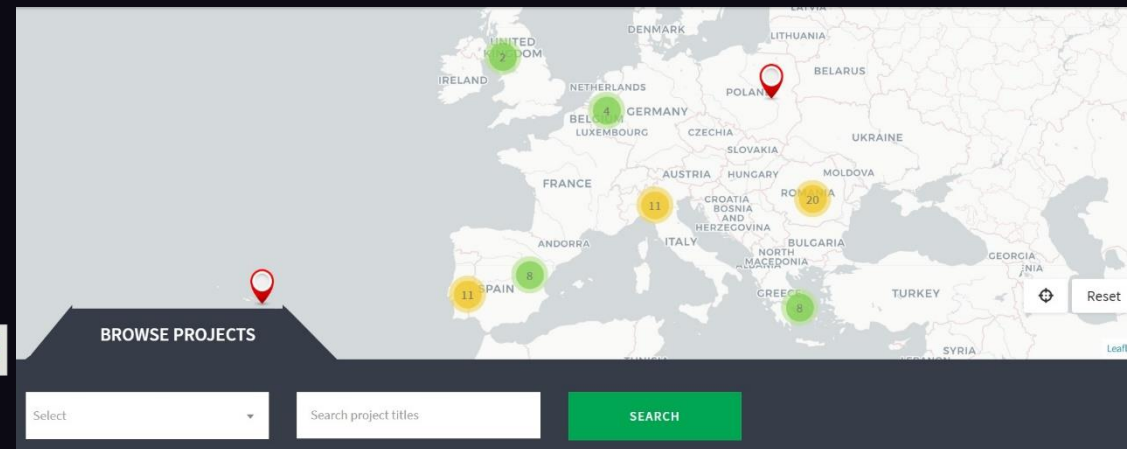 LATVIA
DENMARK
LITHUANIA
UNITED
KINGDOM
2
IRELAND
BELARUS
NETHERLANDS
POLAND
4
GERMANY
BELGIUM
LUXEMBOURG
CZECHIA
UKRAINE
SLOVAKIA
AUSTRIA
HUNGARY
MOLDOVA
FRANCE
ROMANIA
20
11
CROATIA
BOSNIA
AND
HERZEGOVINA
ANDORRA
ITALY
BULGARIA
NORTH
MACEDONIA
ALBANIA
GEORGIA
8
SPAIN
11
GREECE
8
TURKEY
Reset
SYRIA
Leafl
BROWSE PROJECTS
Select
Search project titles
SEARCH